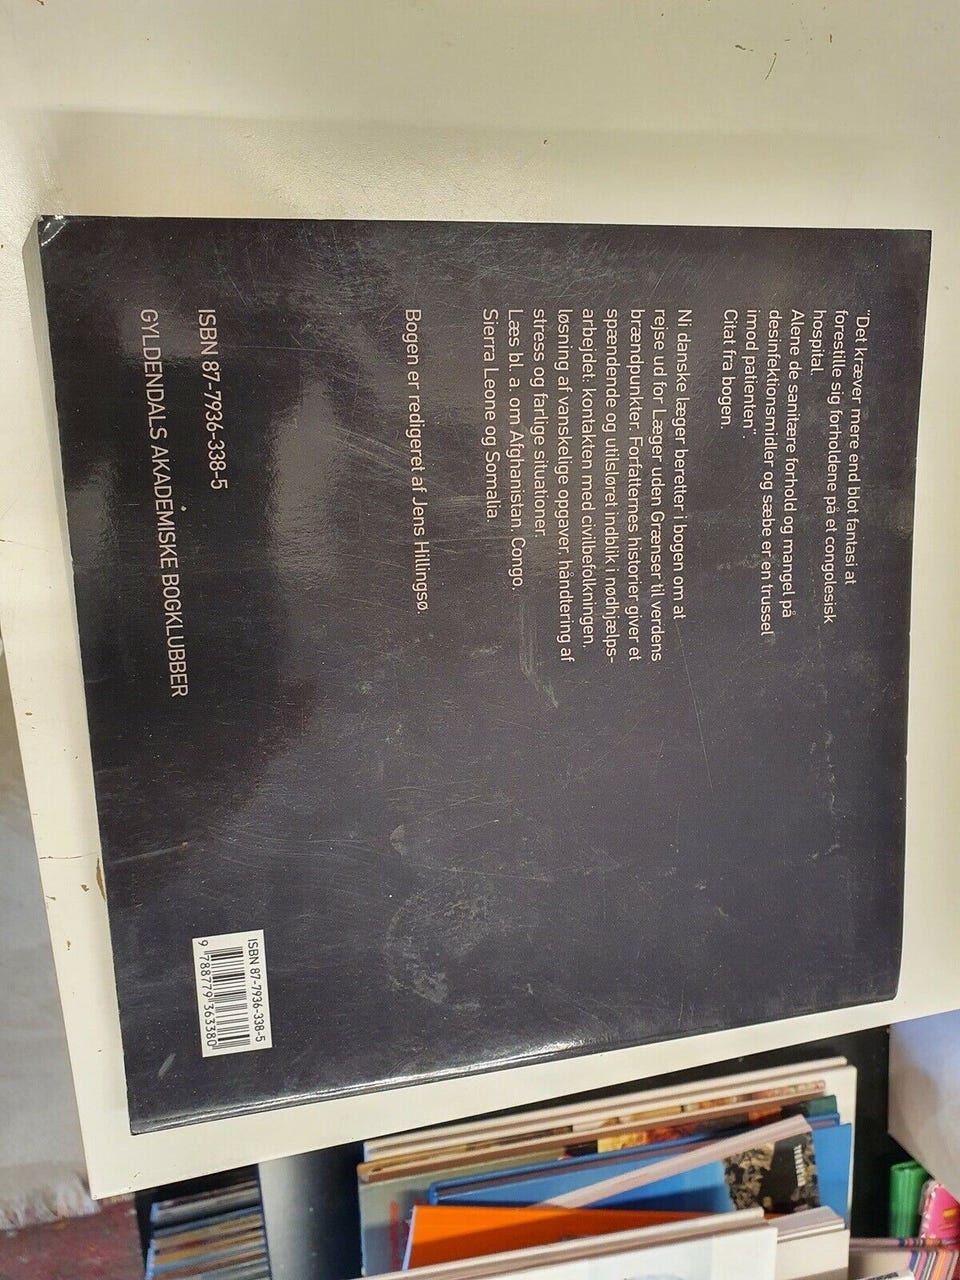 "Det kræver mere end blot fantasi at
forestille sig forholdene på et congolesisk
hospital.
Alene de sanitære forhold og mangel på
desinfektionsmidler og sæbe er en trussel
imod patienten".
Citat fra bogen.
Ni danske læger beretter i bogen om at
rejse ud for Læger uden Grænser til verdens
brændpunkter. Forfatternes historier giver et
spændende og utilsløret indblik i nødhjælps-
arbejdet: kontakten med civilbefolkningen,
løsning af vanskelige opgaver, håndtering af
stress og farlige situationer.
Læs bl. a. om Afghanistan, Congo,
Sierra Leone og Somalia.
Bogen er redigeret af Jens Hillingsø.
ISBN 87-7936-338-5
GYLDENDALS AKADEMISKE BOGKLUBBER
ISBN 87-7936-338-5
9 788779 363380